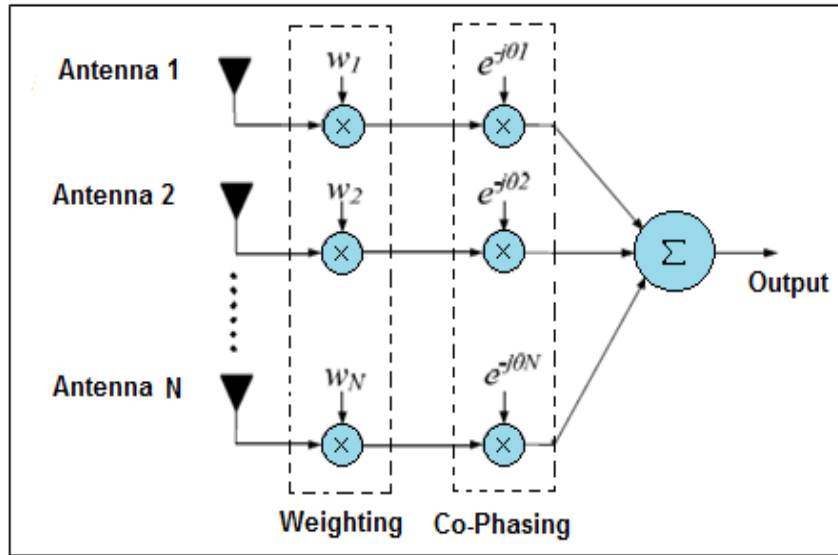 Antenna 1
w1
e-jθ1
×
×
Antenna 2
w2
e-jθ2
×
×
Σ
Output
Antenna N
wN
e-jθN
×
×
Weighting
Co-Phasing